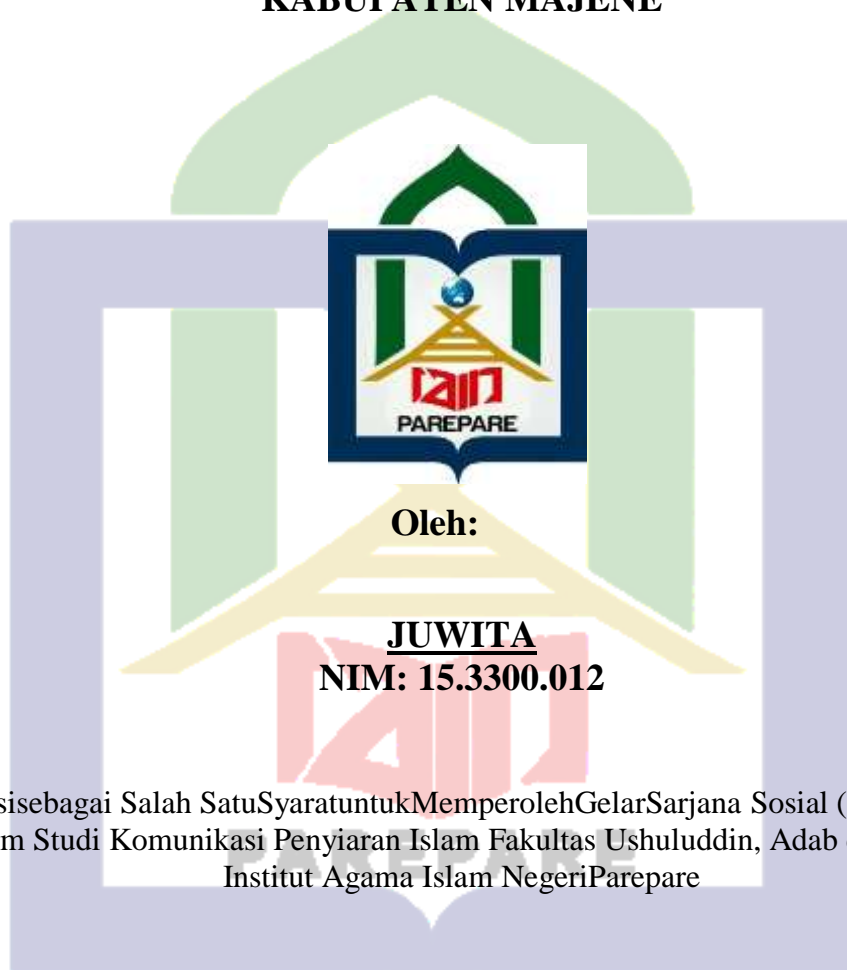 KABUPATEN MAJENE
PAREPARE
Oleh:
JUWITA
NIM: 15.3300.012
sisebagai Salah SatuSyaratuntukMemperolehGelarSarjana Sosial (
m Studi Komunikasi Penyiaran Islam Fakultas Ushuluddin, Adab
Institut Agama Islam NegeriParepare
PAREPARE